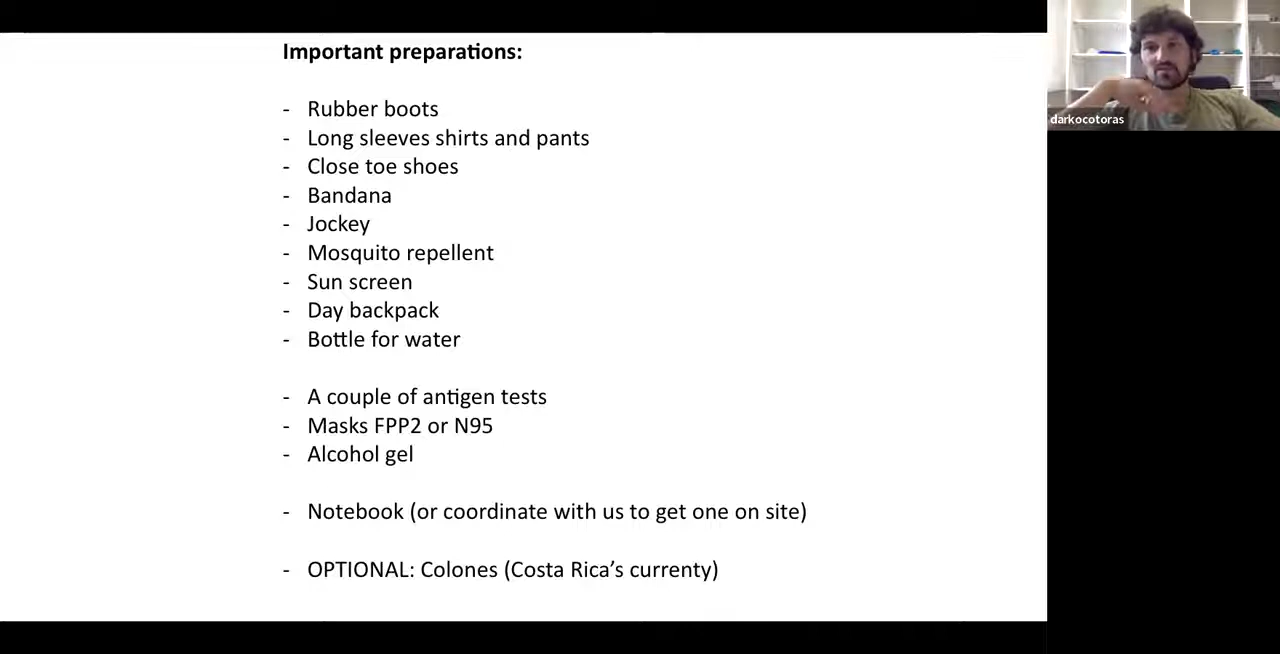 Important preparations:
- Rubber boots
- Long sleeves shirts and pants
- Close toe shoes
- Bandana
- Jockey
- Mosquito repellent
- Sun screen
- Day backpack
- Bottle for water
- A couple of antigen tests
- Masks FPP2 or N95
- Alcohol gel
- Notebook (or coordinate with us to get one on site)
- OPTIONAL: Colones (Costa Rica's currenty)
darkocotoras